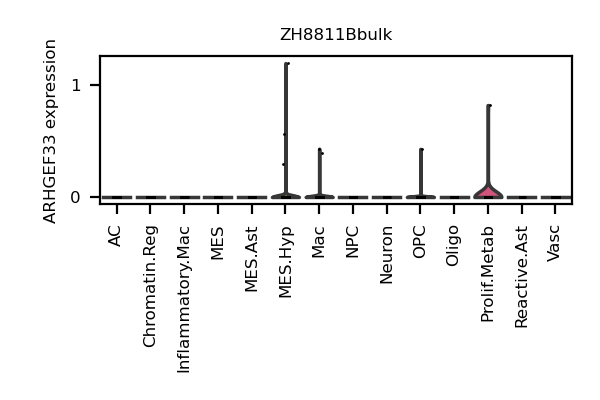 ZH8811Bbulk
ARHGEF33 expression
1
0
AC
Chromatin.Reg
Inflammatory.Mac
MES
MES.Ast
MES.Hyp
Mac
NPC
Neuron
OPC
Oligo
Prolif.Metab
Reactive.Ast
Vasc